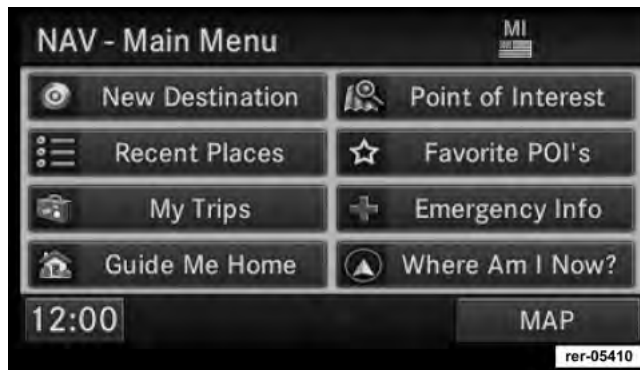 NAV - Main Menu
MI
New Destination
Point of Interest
Recent Places
Favorite POI's
My Trips
Emergency Info
Guide Me Home
Where Am I Now?
12:00
MAP
rer-05410